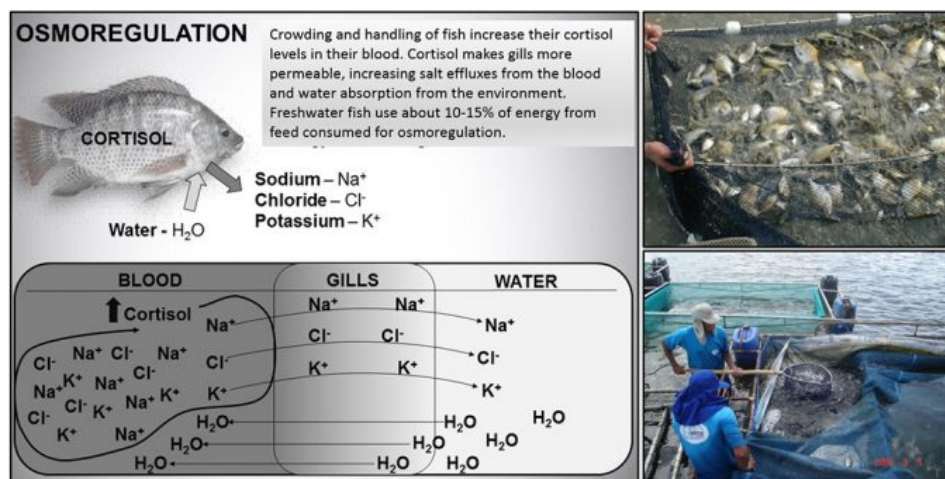 OSMOREGULATION
Crowding and handling of fish increase their cortisol
levels in their blood. Cortisol makes gills more
permeable, increasing salt effluxes from the blood
and water absorption from the environment.
Freshwater fish use about 10-15% of energy from
feed consumed for osmoregulation.
CORTISOL
Sodium – Na⁺
Chloride – Cl⁻
Potassium – K⁺
Water - H₂O
BLOOD GILLS WATER
Cortisol
Na⁺ Na⁺ Na⁺ Na⁺
Cl⁻ Na⁺ Cl⁻ Na⁺ Cl⁻ Cl⁻ Cl⁻ Cl⁻
Na⁺ K⁺ Na⁺ Cl⁻ K⁺ K⁺ K⁺ K⁺ K⁺
Cl⁻ Cl⁻ K⁺ Na⁺
K⁺ Na⁺ H₂O H₂O H₂O
H₂O H₂O H₂O
H₂O H₂O H₂O